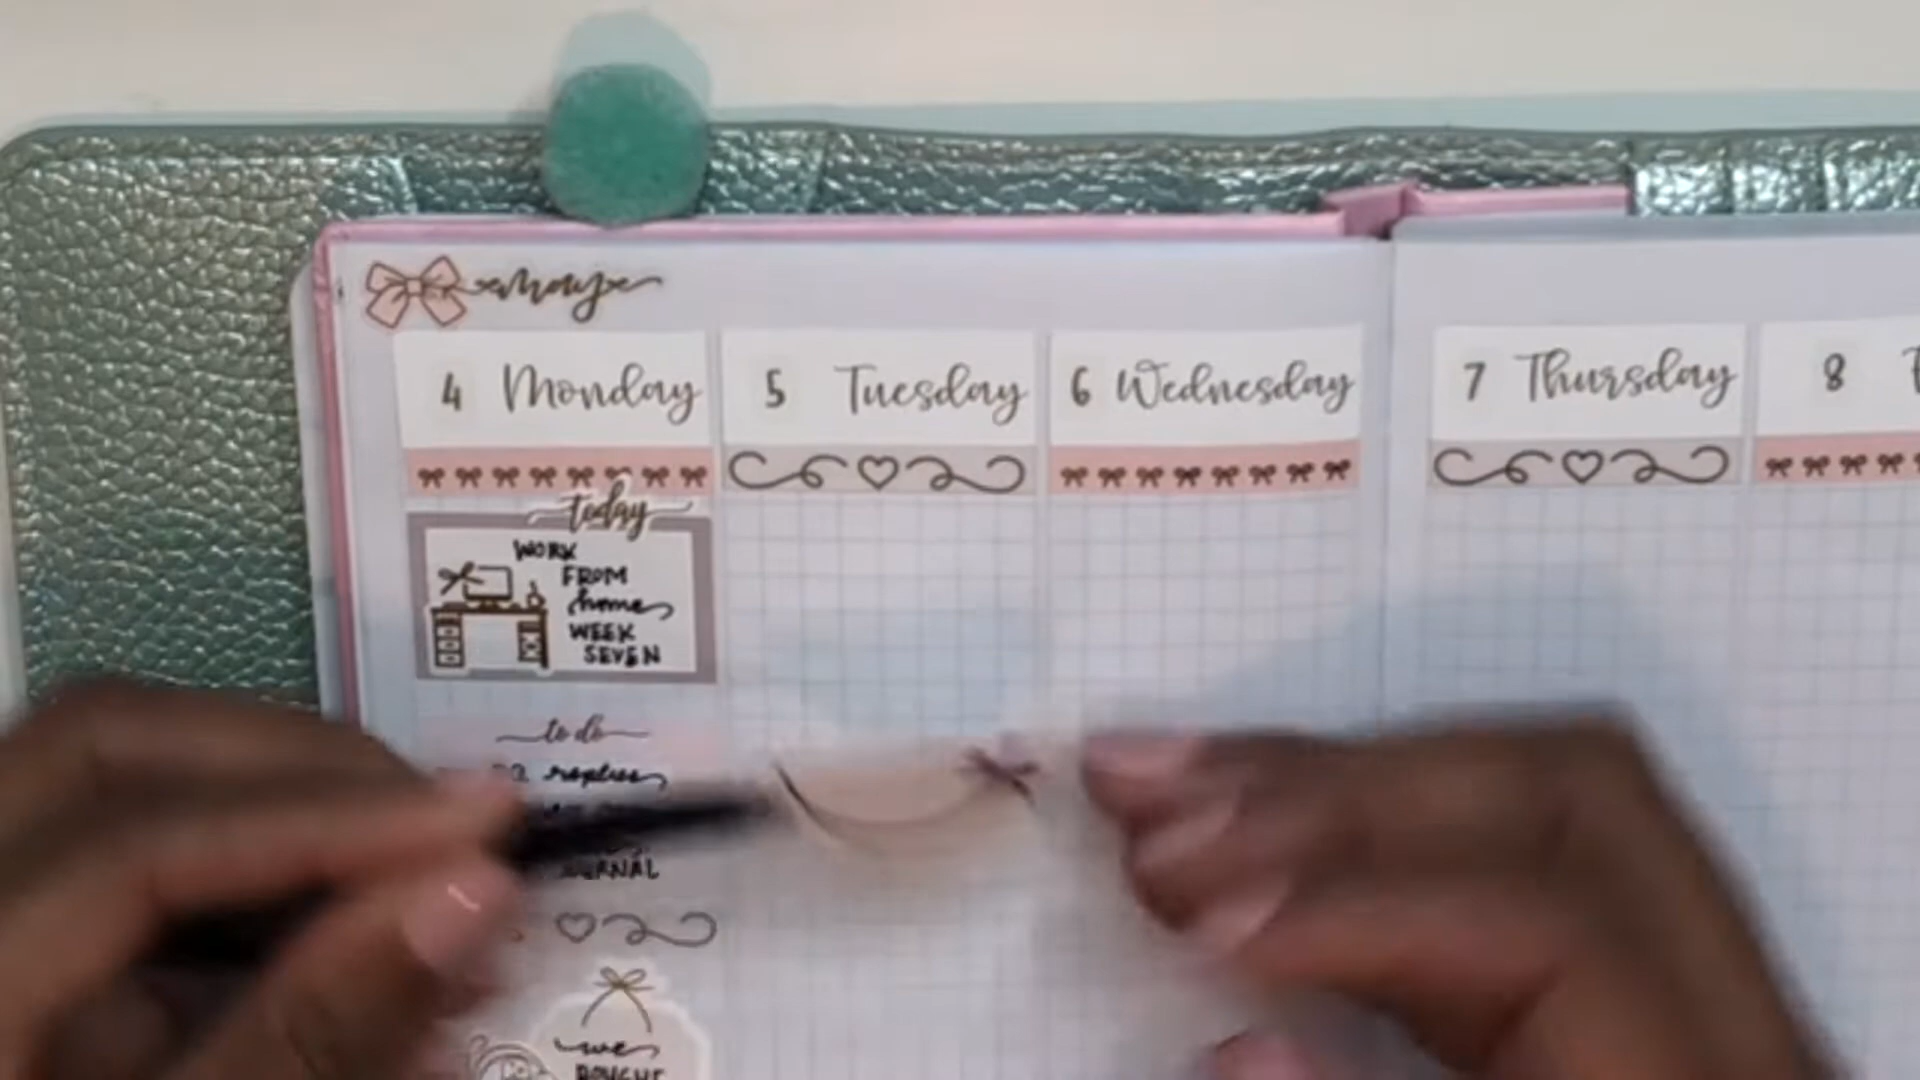 may
4 Monday
5 Tuesday
6 Wednesday
7 Thursday
8
today
WORK
FROM
home
WEEK
SEVEN
to do
replies
we
BOUGHT